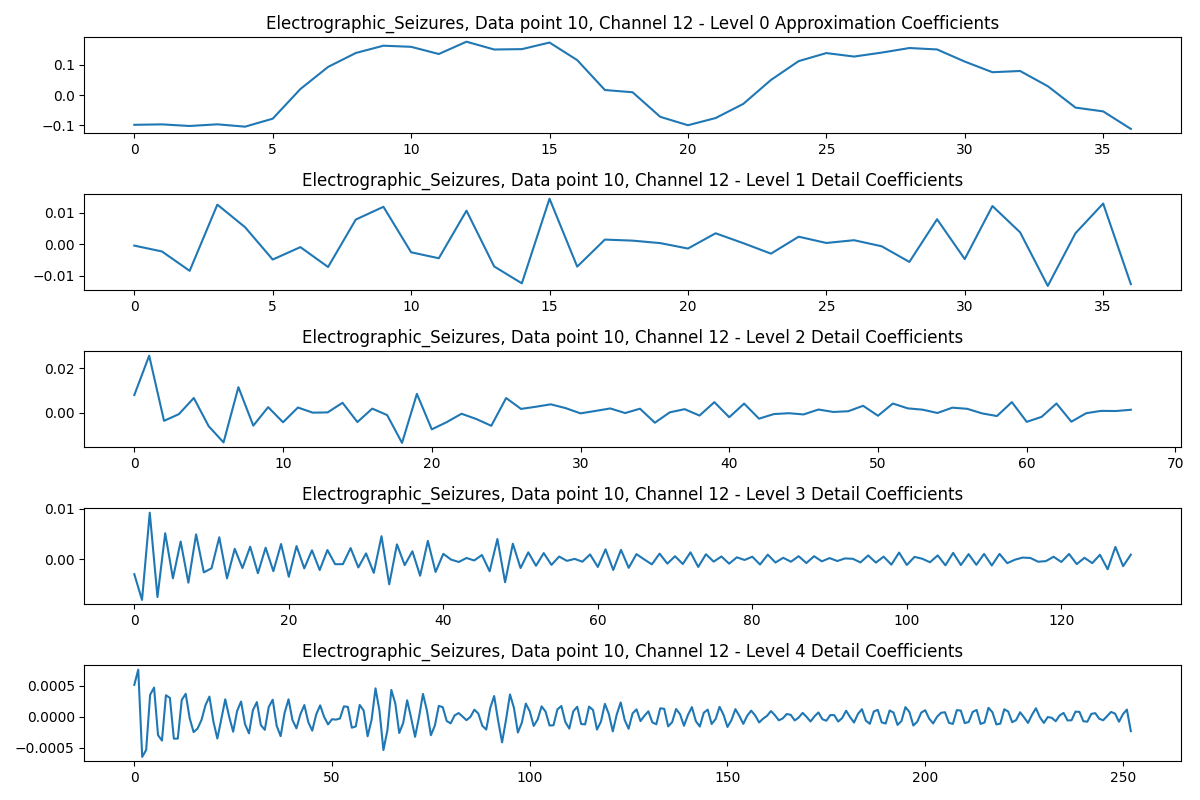 Electrographic_Seizures, Data point 10, Channel 12 - Level 0 Approximation Coefficients
0.1
0.0
−0.1
0 5 10 15 20 25 30 35
Electrographic_Seizures, Data point 10, Channel 12 - Level 1 Detail Coefficients
0.01
0.00
−0.01
0 5 10 15 20 25 30 35
Electrographic_Seizures, Data point 10, Channel 12 - Level 2 Detail Coefficients
0.02
0.00
0 10 20 30 40 50 60 70
Electrographic_Seizures, Data point 10, Channel 12 - Level 3 Detail Coefficients
0.01
0.00
0 20 40 60 80 100 120
Electrographic_Seizures, Data point 10, Channel 12 - Level 4 Detail Coefficients
0.0005
0.0000
−0.0005
0 50 100 150 200 250